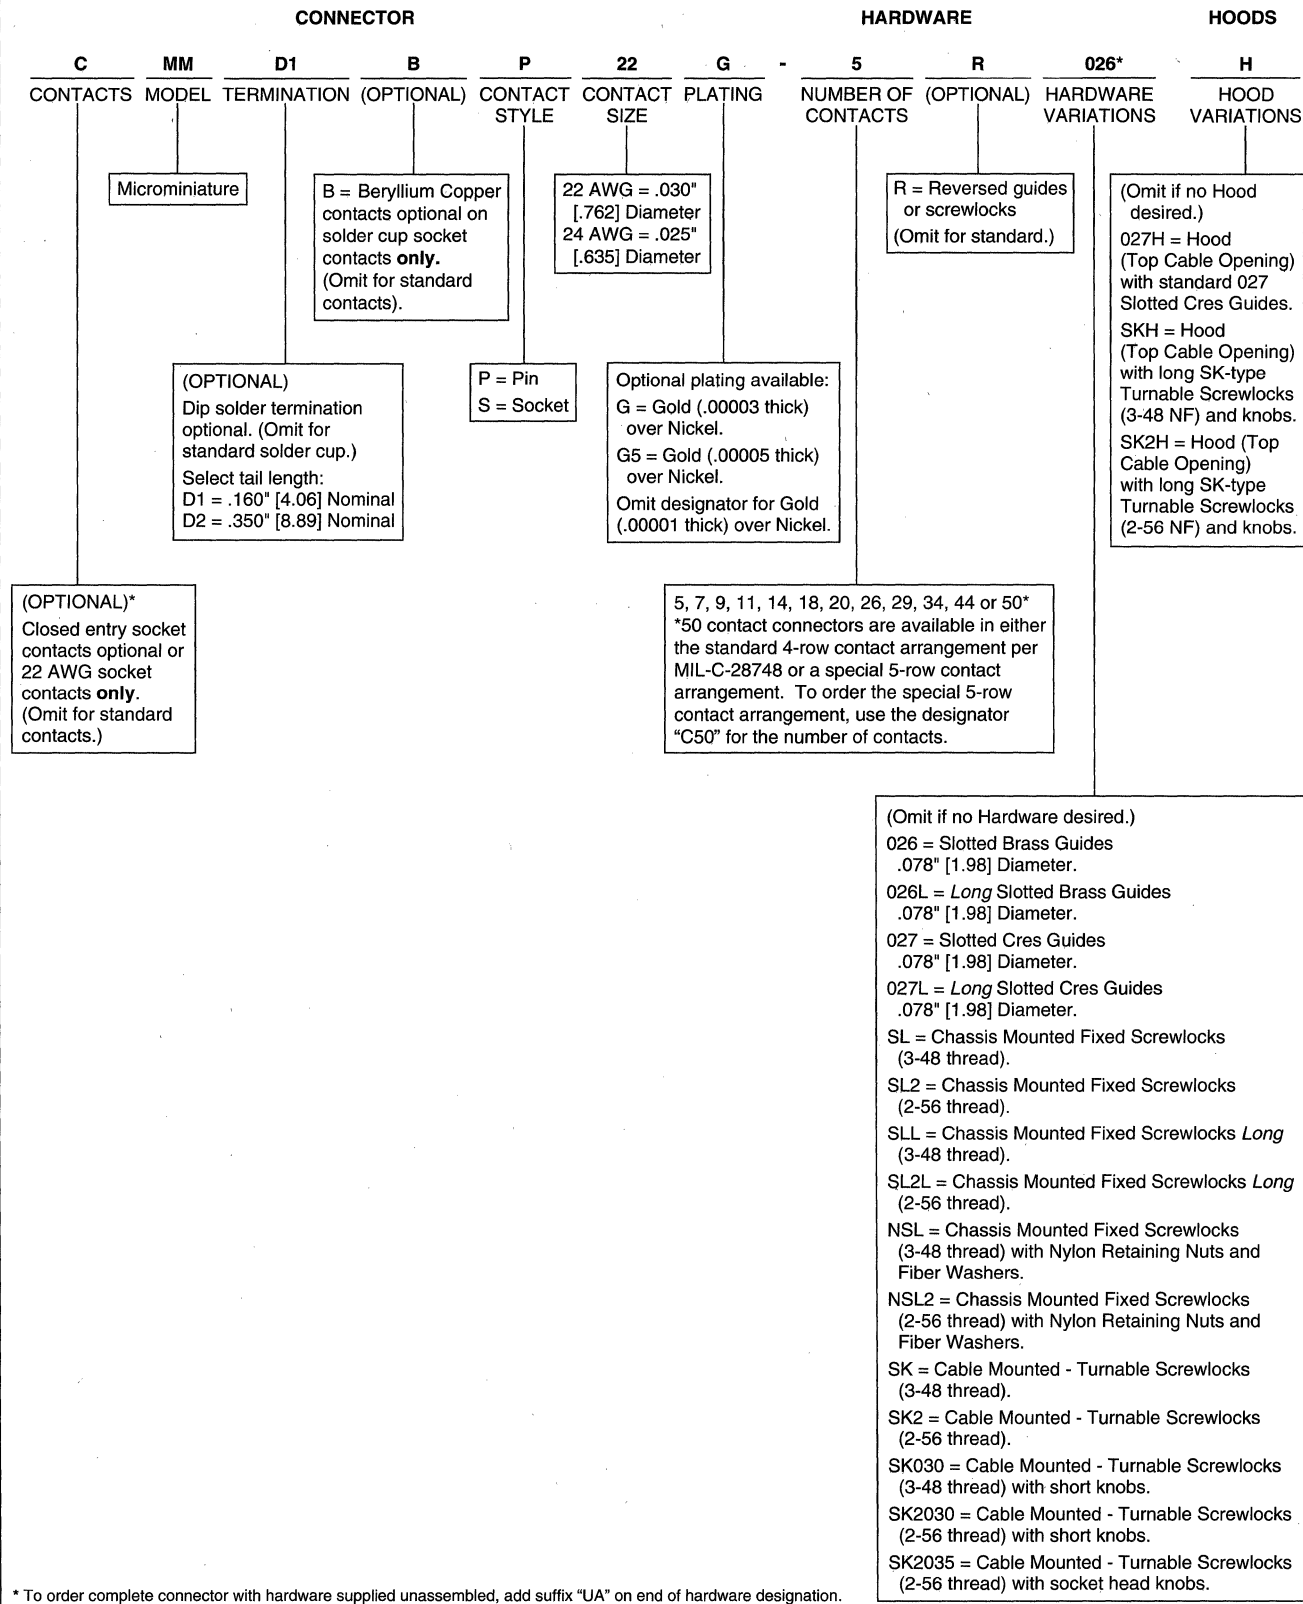 CONNECTOR
HARDWARE
HOODS
C MM D1 B P 22 G - 5 R 026* H
CONTACTS
MODEL
TERMINATION
(OPTIONAL)
CONTACT
STYLE
CONTACT
SIZE
PLATING
NUMBER OF
CONTACTS
(OPTIONAL)
HARDWARE
VARIATIONS
HOOD
VARIATIONS
Microminiature
B = Beryllium Copper
contacts optional on
solder cup socket
contacts only.
(Omit for standard
contacts).
22 AWG = .030"
[.762] Diameter
24 AWG = .025"
[.635] Diameter
R = Reversed guides
or screwlocks
(Omit for standard.)
(Omit if no Hood
desired.)
027H = Hood
(Top Cable Opening)
with standard 027
Slotted Cres Guides.
SKH = Hood
(Top Cable Opening)
with long SK-type
Turnable Screwlocks
(3-48 NF) and knobs.
SK2H = Hood (Top
Cable Opening)
with long SK-type
Turnable Screwlocks
(2-56 NF) and knobs.
(OPTIONAL)
Dip solder termination
optional. (Omit for
standard solder cup.)
Select tail length:
D1 = .160" [4.06] Nominal
D2 = .350" [8.89] Nominal
P = Pin
S = Socket
Optional plating available:
G = Gold (.00003 thick)
over Nickel.
G5 = Gold (.00005 thick)
over Nickel.
Omit designator for Gold
(.00001 thick) over Nickel.
(OPTIONAL)*
Closed entry socket
contacts optional or
22 AWG socket
contacts only.
(Omit for standard
contacts.)
5, 7, 9, 11, 14, 18, 20, 26, 29, 34, 44 or 50*
*50 contact connectors are available in either
the standard 4-row contact arrangement per
MIL-C-28748 or a special 5-row contact
arrangement. To order the special 5-row
contact arrangement, use the designator
"C50" for the number of contacts.
(Omit if no Hardware desired.)
026 = Slotted Brass Guides
.078" [1.98] Diameter.
026L = Long Slotted Brass Guides
.078" [1.98] Diameter.
027 = Slotted Cres Guides
.078" [1.98] Diameter.
027L = Long Slotted Cres Guides
.078" [1.98] Diameter.
SL = Chassis Mounted Fixed Screwlocks
(3-48 thread).
SL2 = Chassis Mounted Fixed Screwlocks
(2-56 thread).
SLL = Chassis Mounted Fixed Screwlocks Long
(3-48 thread).
SL2L = Chassis Mounted Fixed Screwlocks Long
(2-56 thread).
NSL = Chassis Mounted Fixed Screwlocks
(3-48 thread) with Nylon Retaining Nuts and
Fiber Washers.
NSL2 = Chassis Mounted Fixed Screwlocks
(2-56 thread) with Nylon Retaining Nuts and
Fiber Washers.
SK = Cable Mounted - Turnable Screwlocks
(3-48 thread).
SK2 = Cable Mounted - Turnable Screwlocks
(2-56 thread).
SK030 = Cable Mounted - Turnable Screwlocks
(3-48 thread) with short knobs.
SK2030 = Cable Mounted - Turnable Screwlocks
(2-56 thread) with short knobs.
SK2035 = Cable Mounted - Turnable Screwlocks
(2-56 thread) with socket head knobs.
* To order complete connector with hardware supplied unassembled, add suffix "UA" on end of hardware designation.